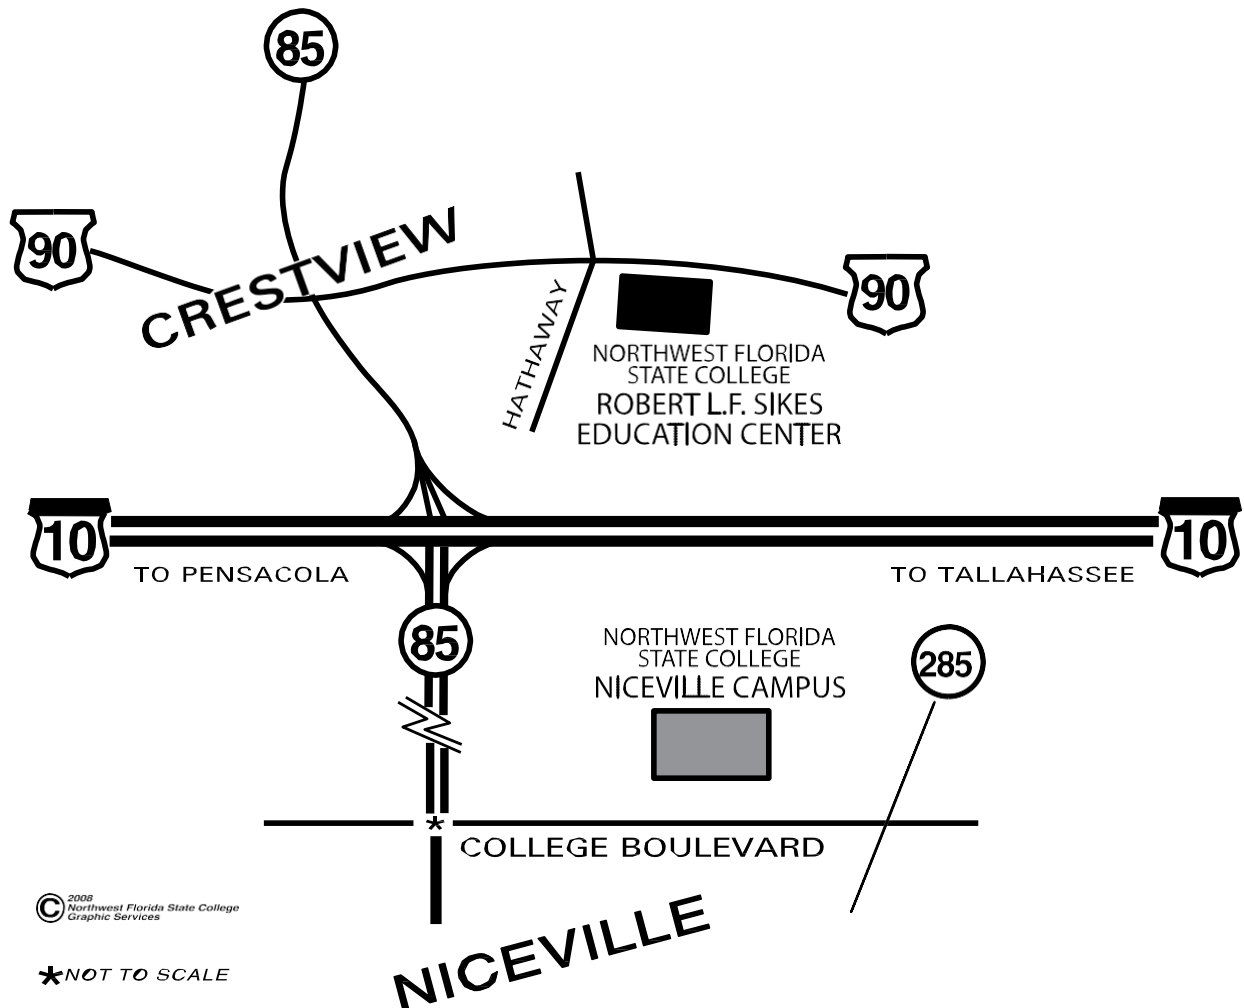 85
90
CRESTVIEW
90
HATHAWAY
NORTHWEST FLORIDA
STATE COLLEGE
ROBERT L.F. SIKES
EDUCATION CENTER
10
10
TO PENSACOLA
TO TALLAHASSEE
85
NORTHWEST FLORIDA
STATE COLLEGE
NICEVILLE CAMPUS
285
*
COLLEGE BOULEVARD
© 2008
Northwest Florida State College
Graphic Services
NICEVILLE
*NOT TO SCALE